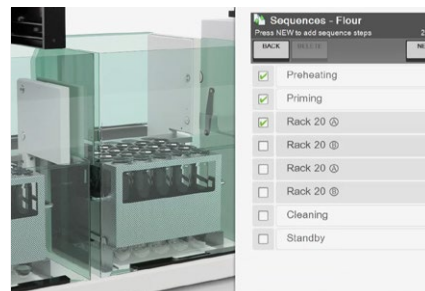 Sequences - Flour
Press NEW to add sequence steps
BACK
DELETE
Preheating
Priming
Rack 20 Ⓐ
Rack 20 Ⓑ
Rack 20 Ⓐ
Rack 20 Ⓑ
Cleaning
Standby